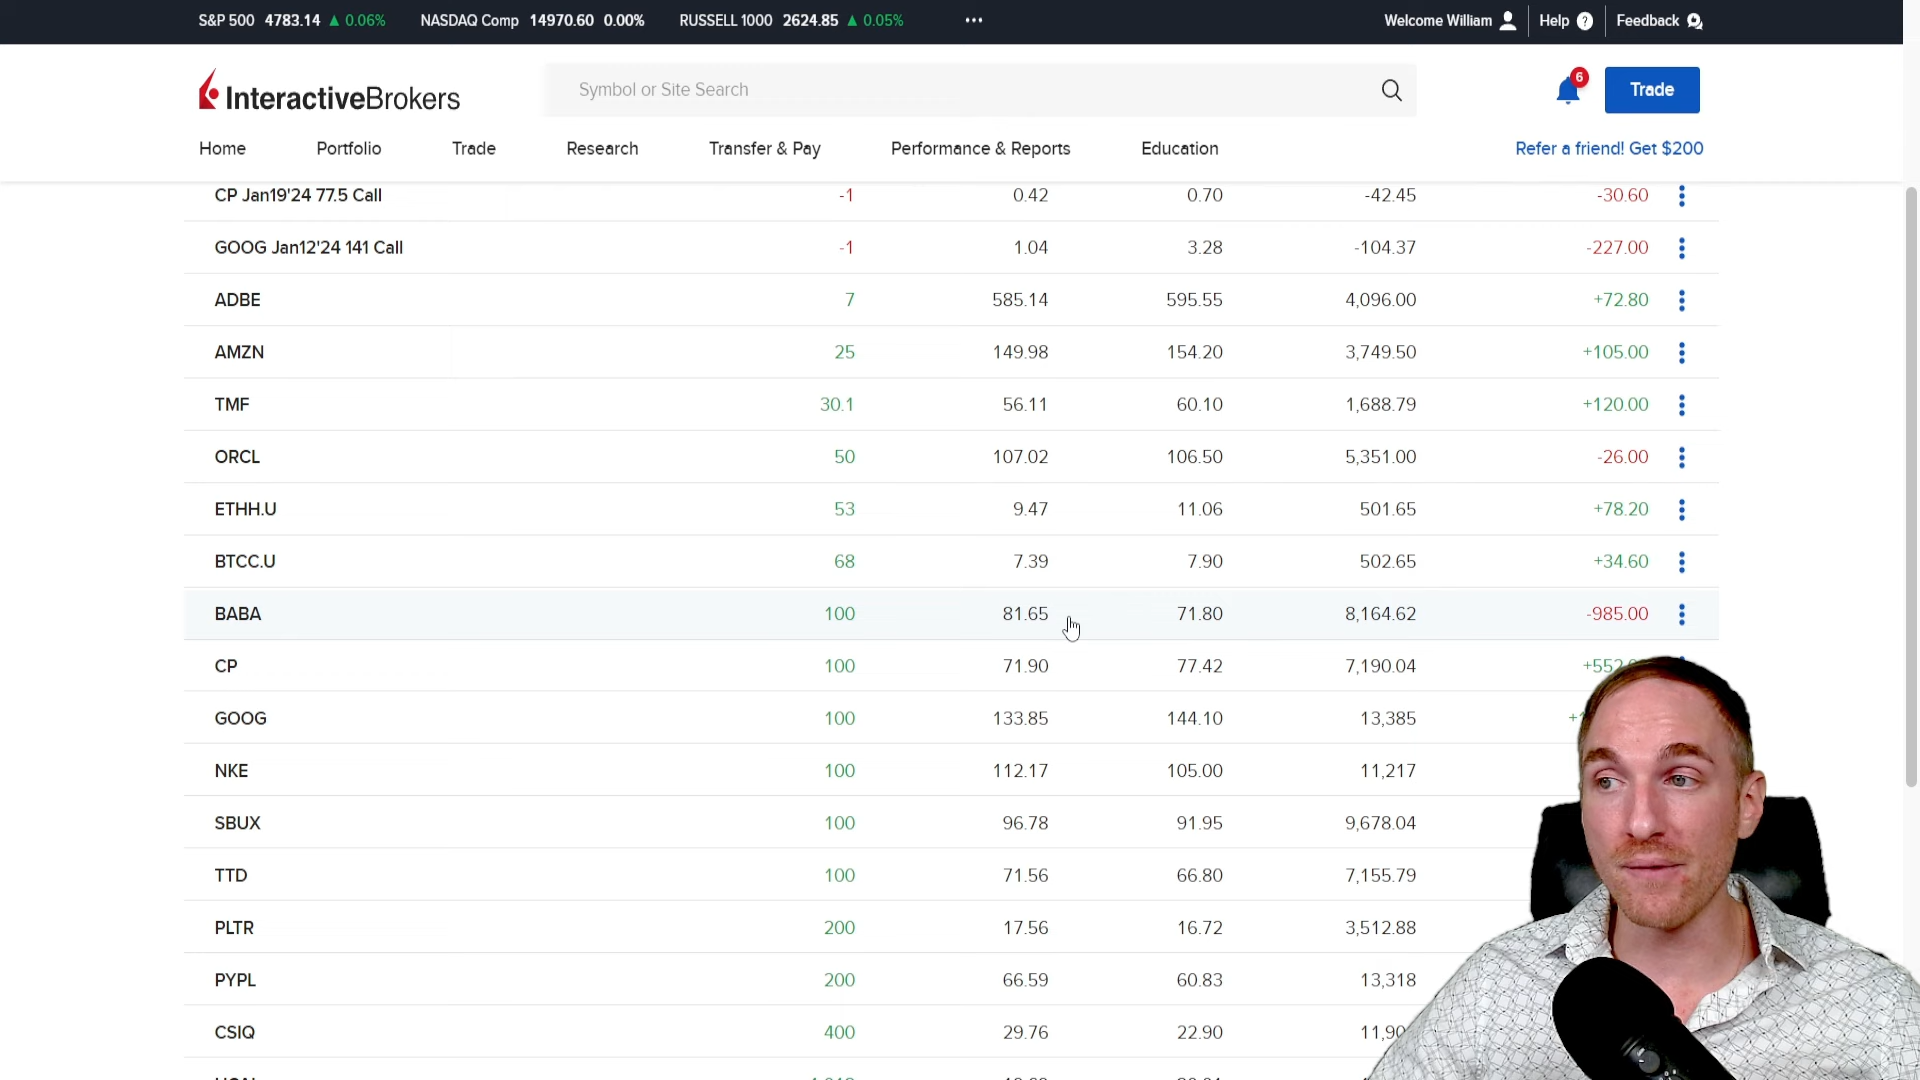 S&P 500 4783.14 ▲ 0.06% NASDAQ Comp 14970.60 0.00% RUSSELL 1000 2624.85 ▲ 0.05% ••• Welcome William Help ? Feedback
InteractiveBrokers Symbol or Site Search 6 Trade
Home Portfolio Trade Research Transfer & Pay Performance & Reports Education Refer a friend! Get $200
CP Jan19'24 77.5 Call -1 0.42 0.70 -42.45 -30.60
GOOG Jan12'24 141 Call -1 1.04 3.28 -104.37 -227.00
ADBE 7 585.14 595.55 4,096.00 +72.80
AMZN 25 149.98 154.20 3,749.50 +105.00
TMF 30.1 56.11 60.10 1,688.79 +120.00
ORCL 50 107.02 106.50 5,351.00 -26.00
ETHH.U 53 9.47 11.06 501.65 +78.20
BTCC.U 68 7.39 7.90 502.65 +34.60
BABA 100 81.65 71.80 8,164.62 -985.00
CP 100 71.90 77.42 7,190.04
GOOG 100 133.85 144.10 13,385
NKE 100 112.17 105.00 11,217
SBUX 100 96.78 91.95 9,678.04
TTD 100 71.56 66.80 7,155.79
PLTR 200 17.56 16.72 3,512.88
PYPL 200 66.59 60.83 13,318
CSIQ 400 29.76 22.90